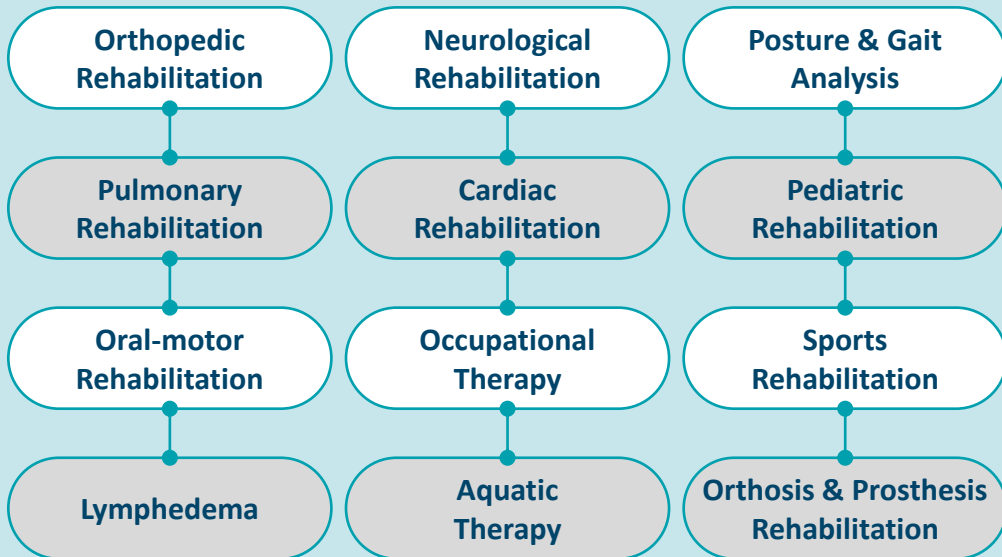 Orthopedic
Rehabilitation
Neurological
Rehabilitation
Posture & Gait
Analysis
Pulmonary
Rehabilitation
Cardiac
Rehabilitation
Pediatric
Rehabilitation
Oral-motor
Rehabilitation
Occupational
Therapy
Sports
Rehabilitation
Lymphedema
Aquatic
Therapy
Orthosis & Prosthesis
Rehabilitation